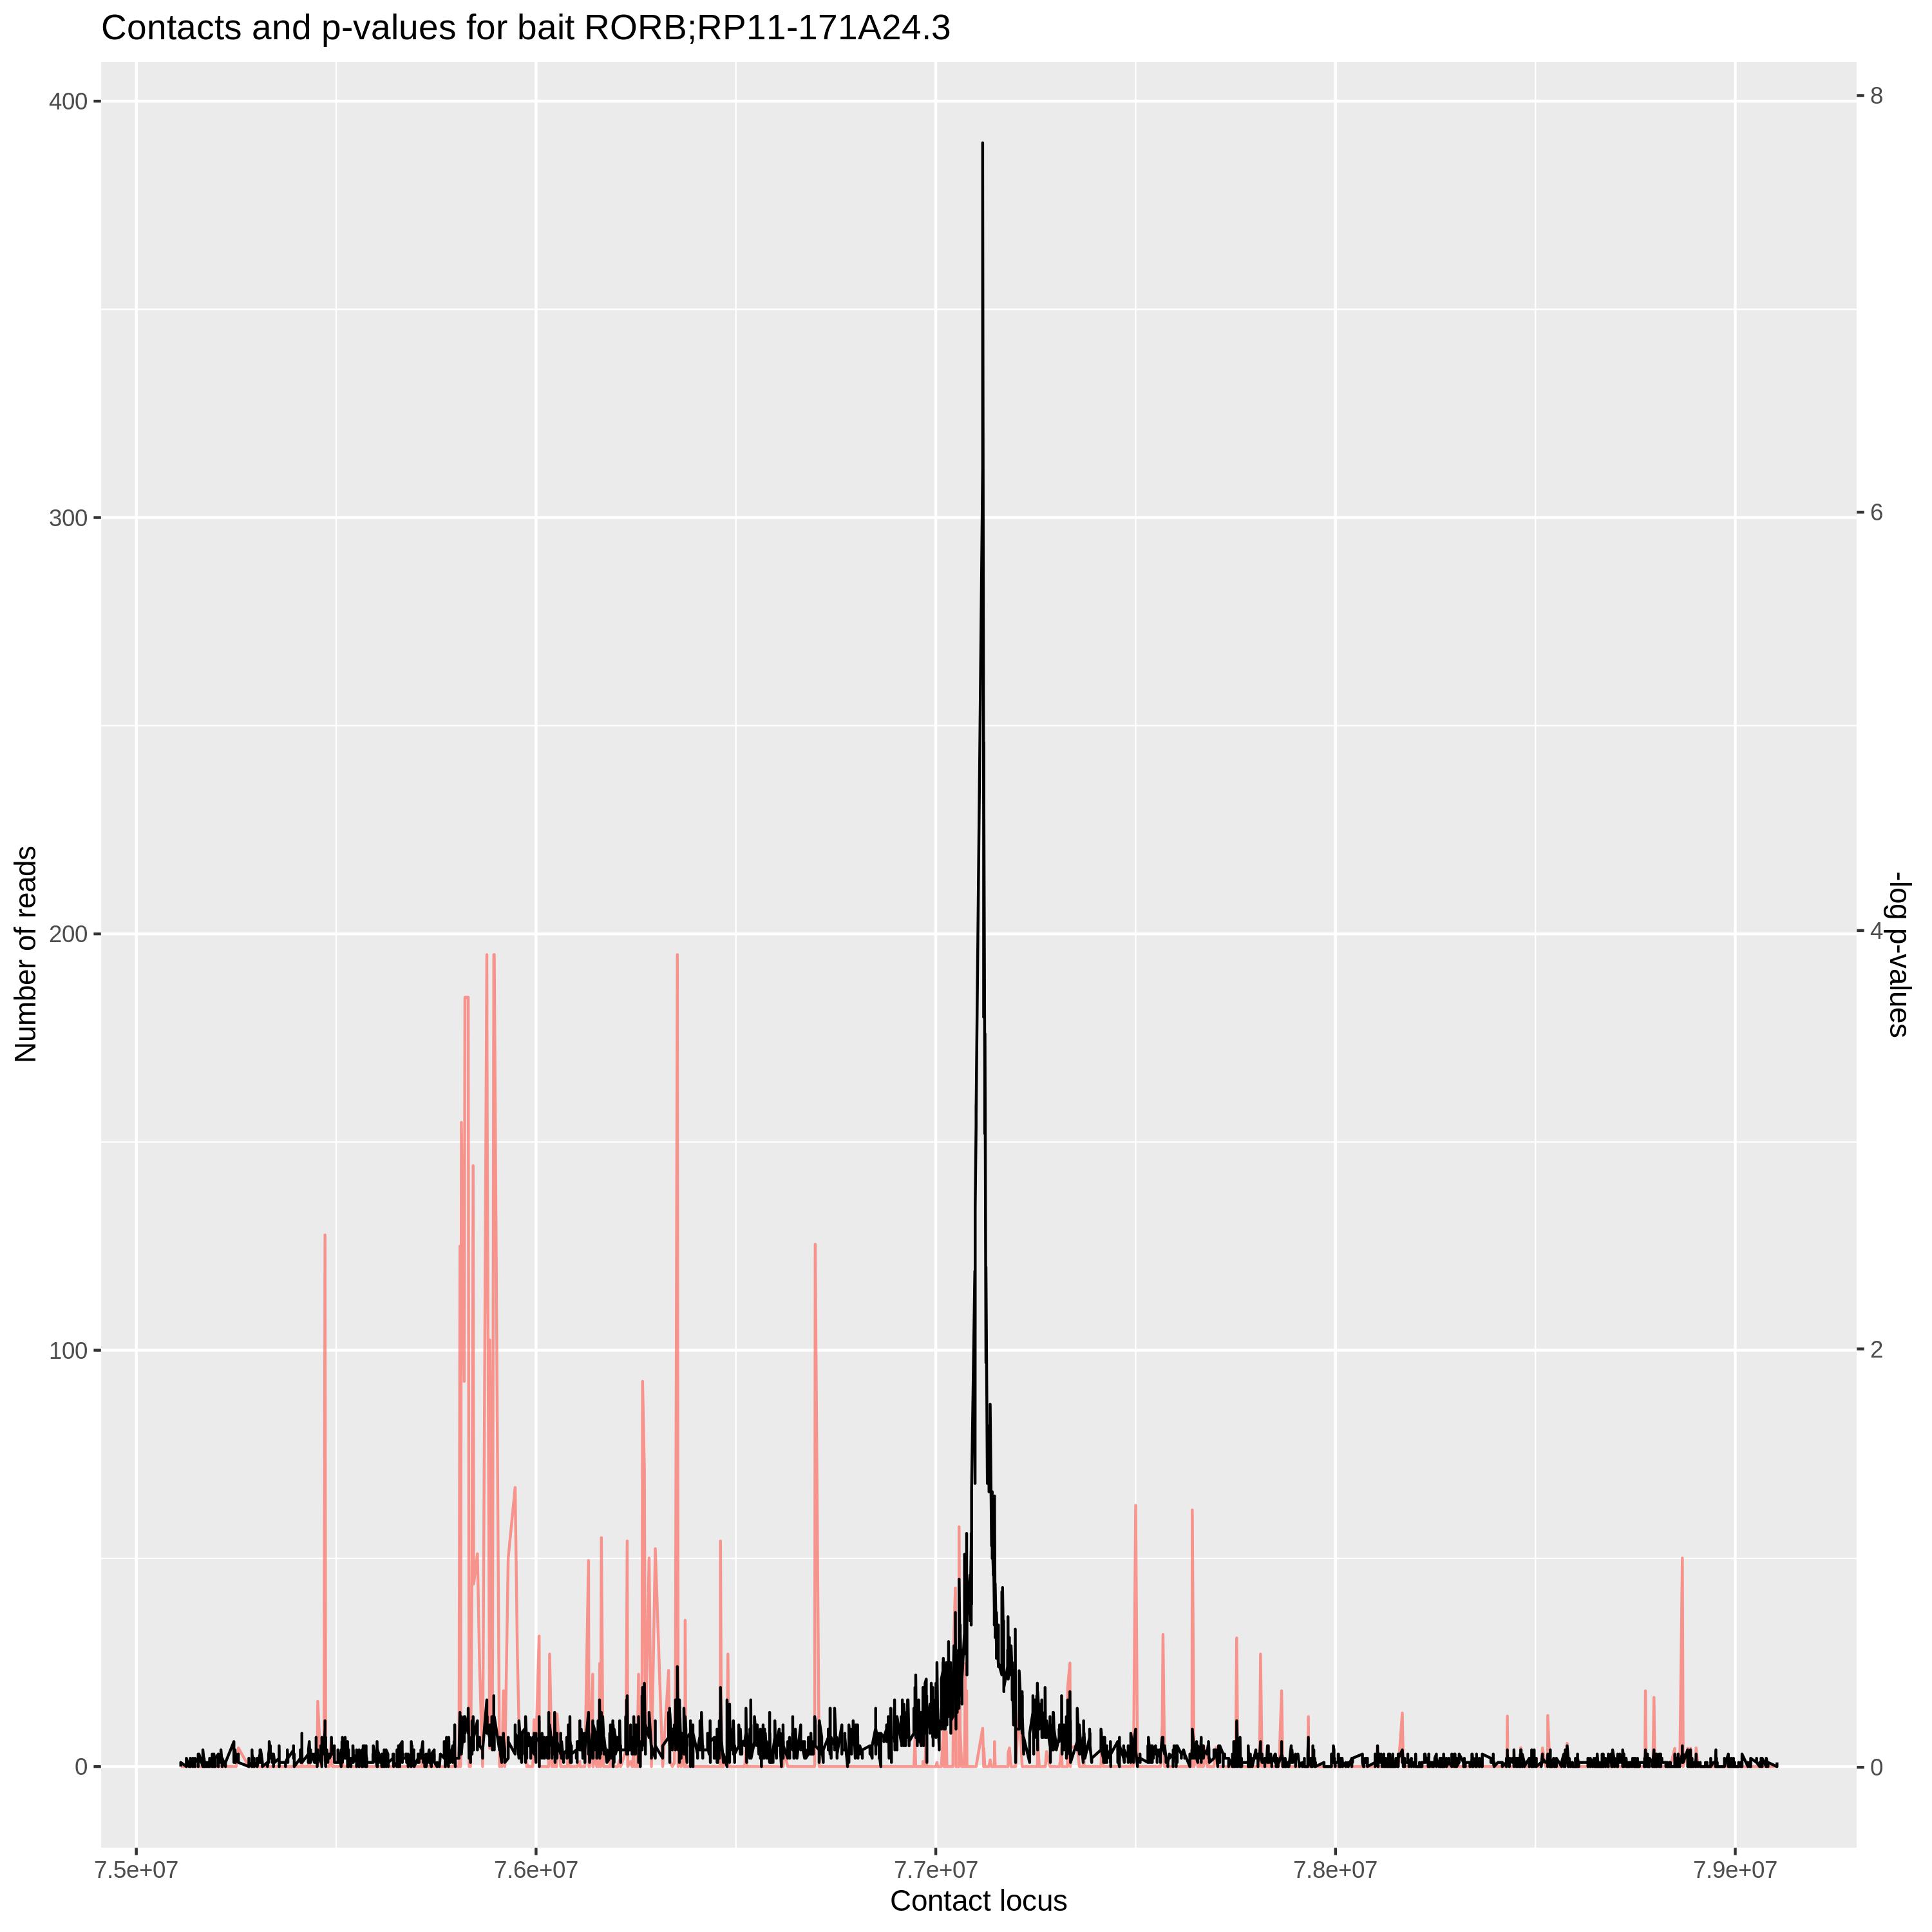 Contacts and p-values for bait RORB;RP11-171A24.3
400
300
200
100
0
Number of reads
8
6
4
2
0
-log p-values
7.5e+07
7.6e+07
7.7e+07
7.8e+07
7.9e+07
Contact locus